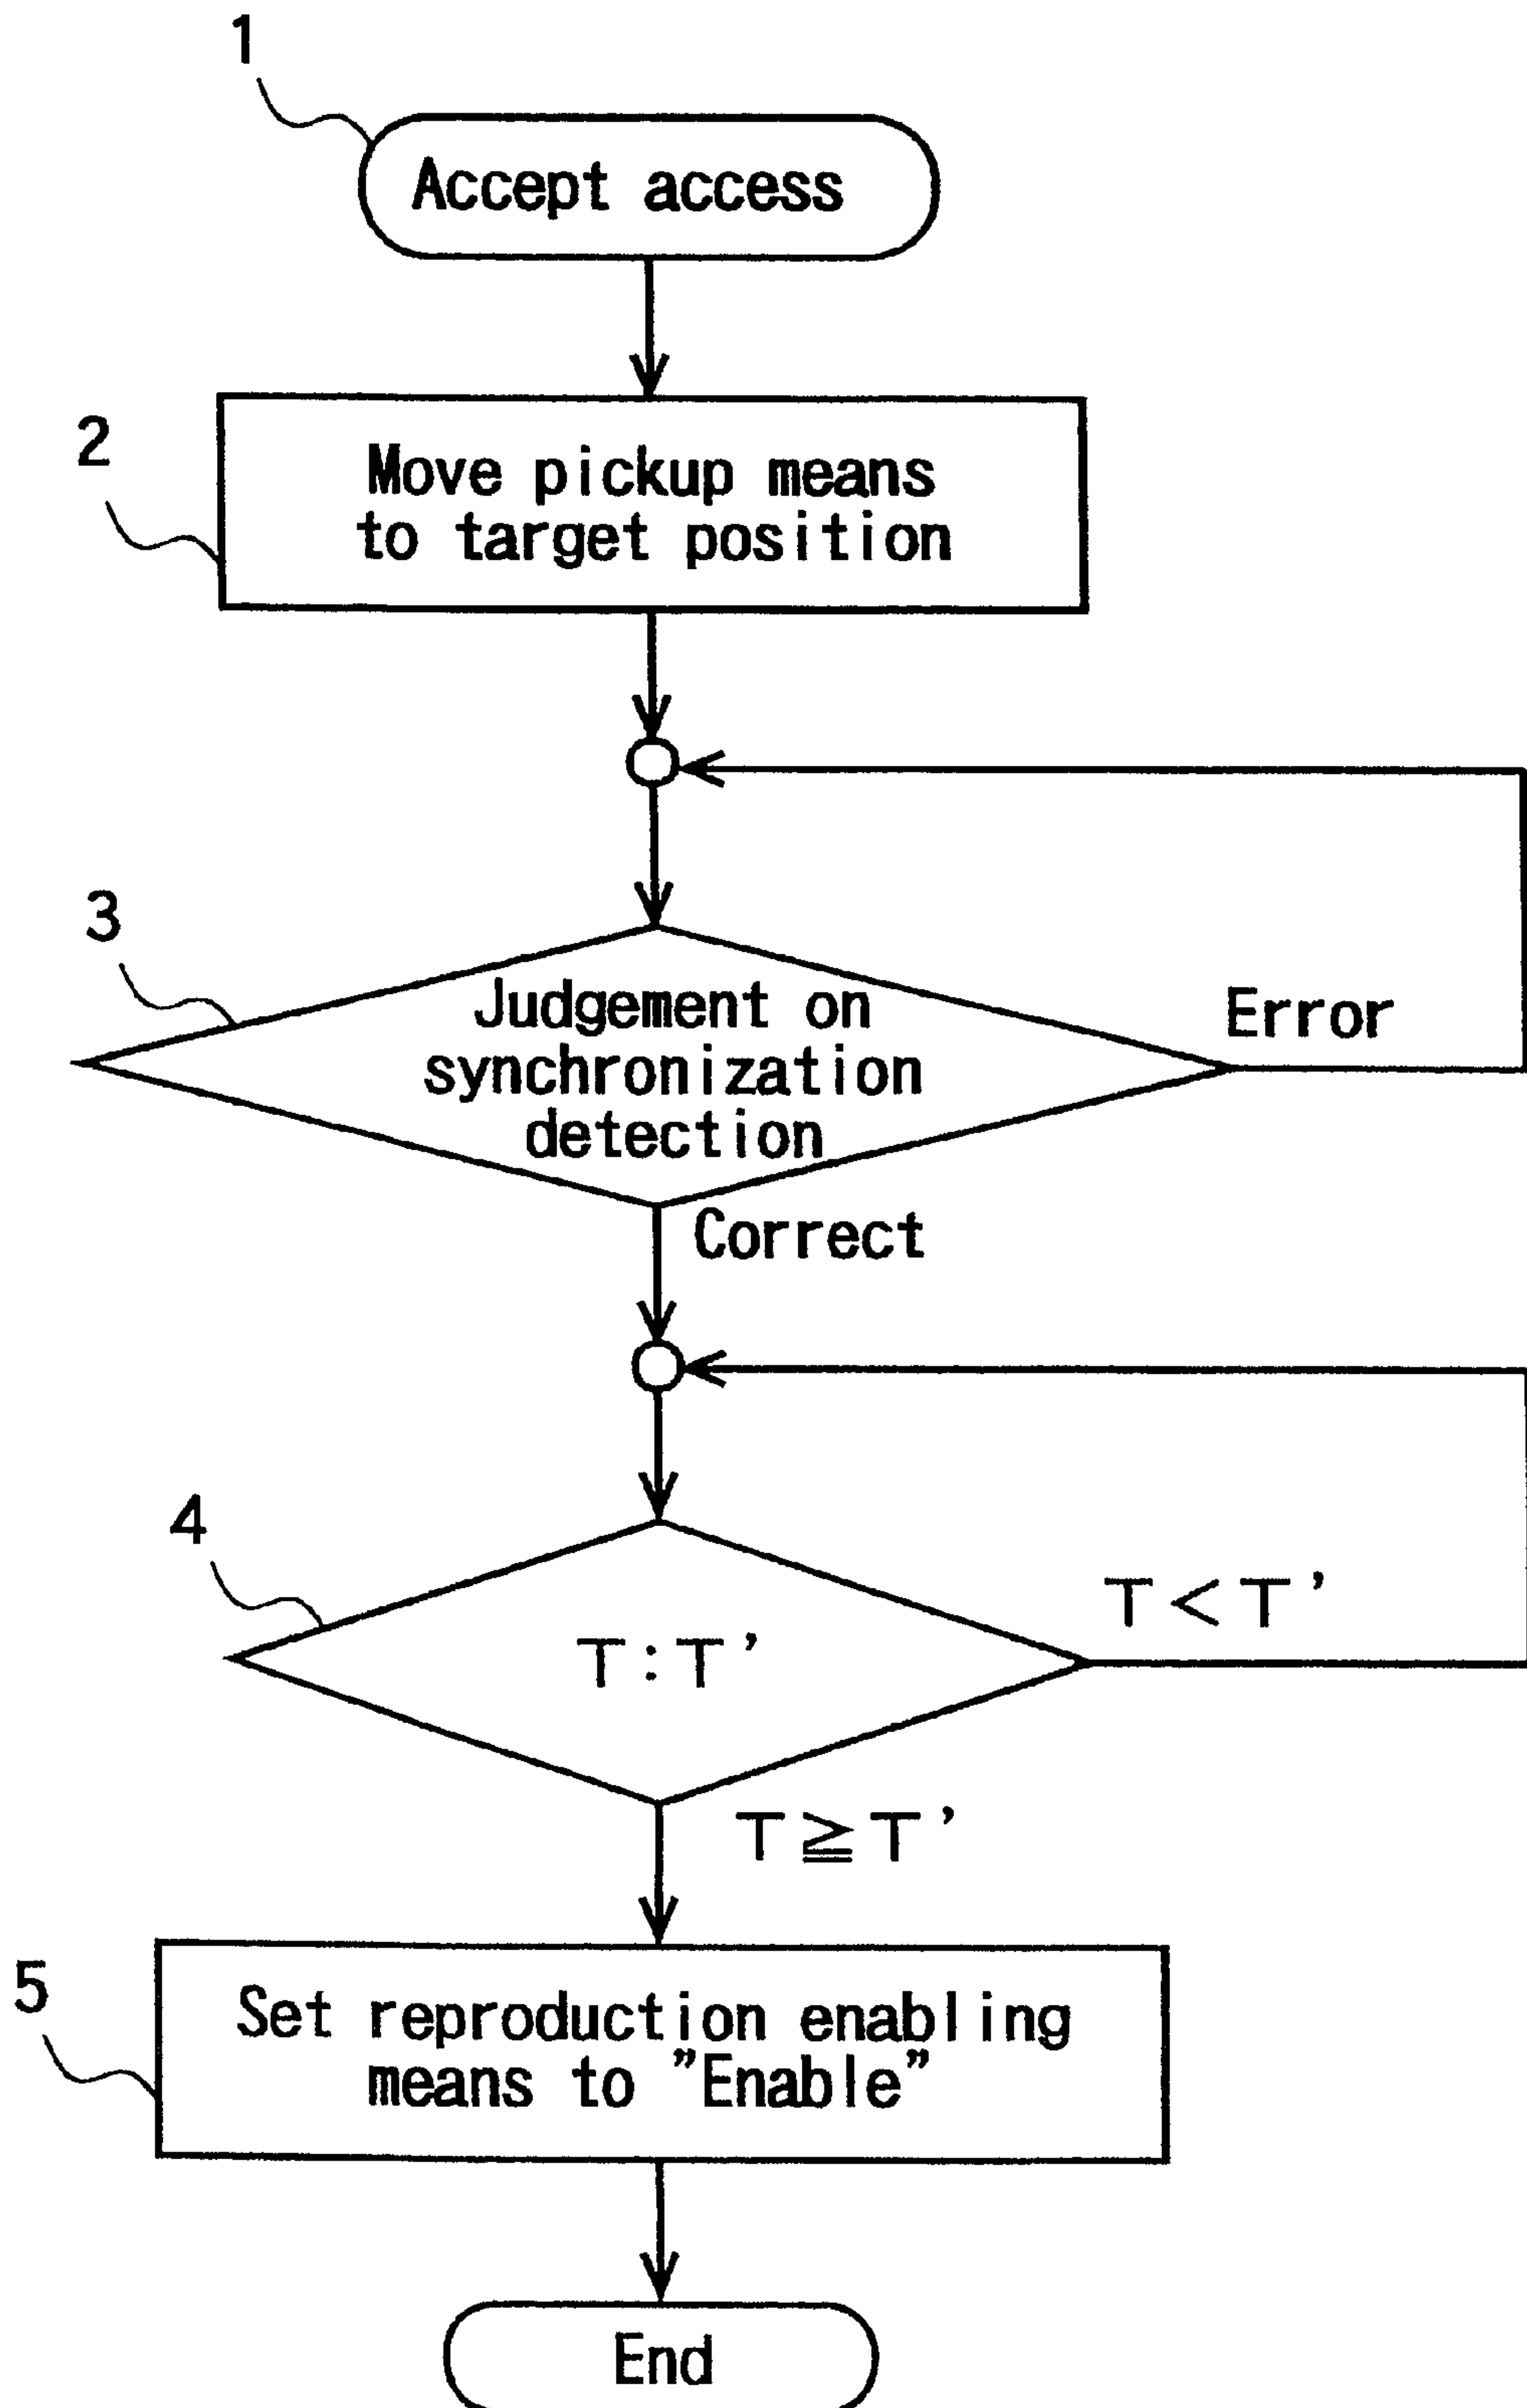 1
Accept access
2
Move pickup means
to target position
3
Judgement on
synchronization
detection
Error
Correct
4
T:T'
T<T'
T≧T'
5
Set reproduction enabling
means to ”Enable”
End